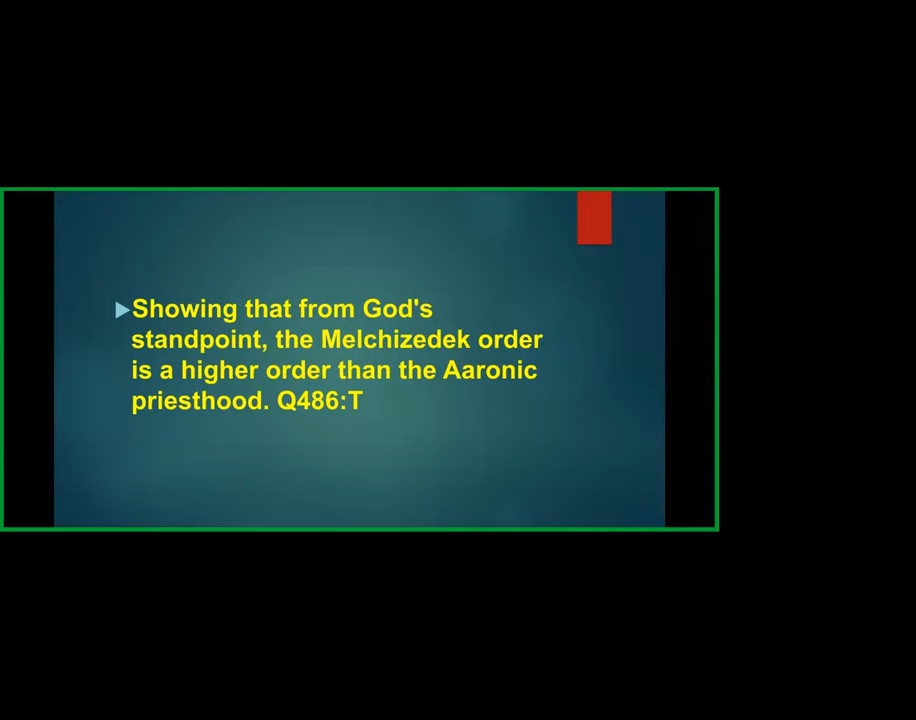 Showing that from God's
standpoint, the Melchizedek order
is a higher order than the Aaronic
priesthood. Q486:T